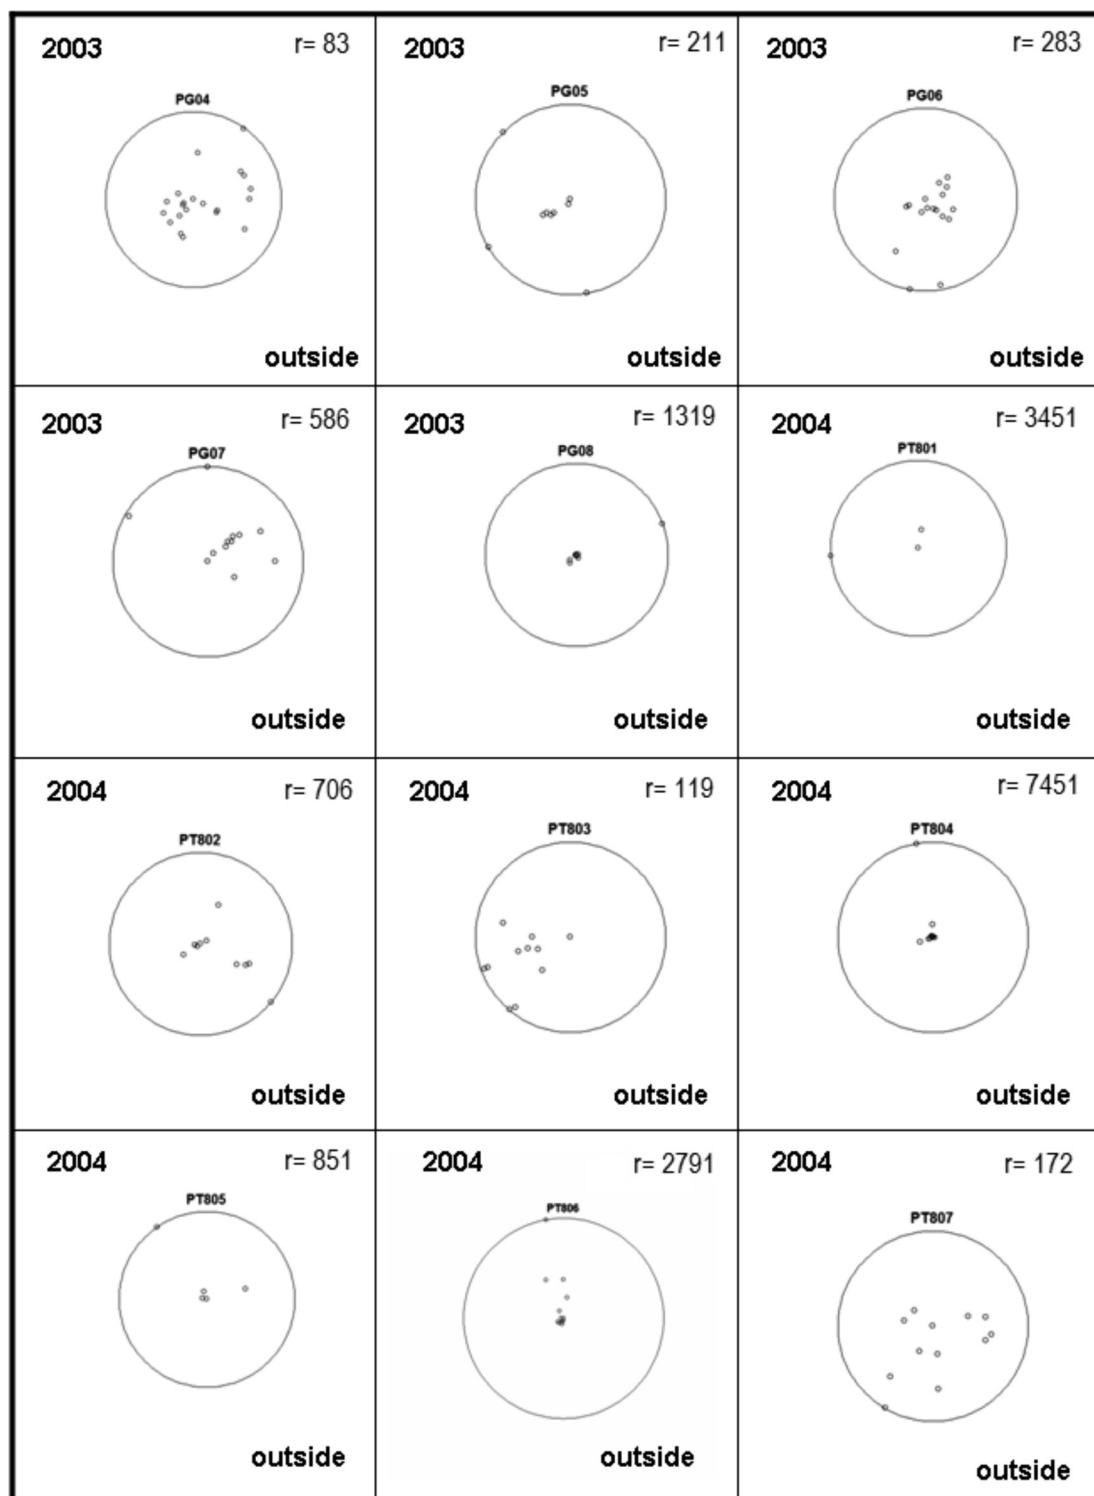 2003 r= 83
PG04
outside
2003 r= 211
PG05
2003 r= 283
PG06
outside
2003 r= 586
PG07
outside
2003 r= 1319
PG08
outside
2004 r= 3451
PT801
outside
2004 r= 706
PT802
outside
2004 r= 119
PT803
outside
2004 r= 7451
PT804
outside
2004 r= 851
PT805
outside
2004 r= 2791
PT806
outside
2004 r= 172
PT807
outside